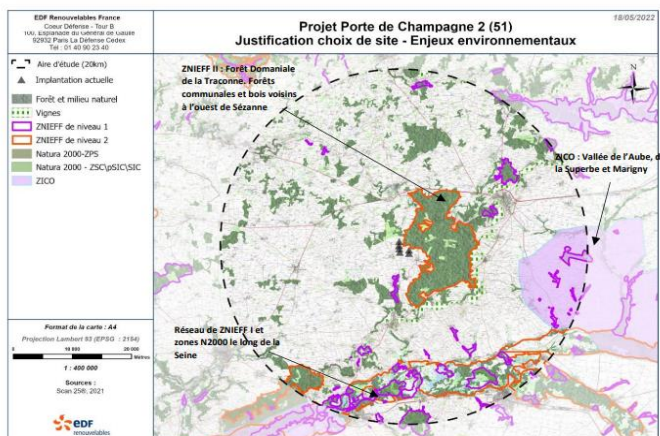 EDF Renouvelables France
Coeur Défense - Tour B
100, Esplanade du Général de Gaulle
92932 Paris La Défense Cedex
Tel : 01 40 90 23 40
Projet Porte de Champagne 2 (51)
Justification choix de site - Enjeux environnementaux
18/05/2022
Aire d'étude (20km)
Implantation actuelle
Forêt et milieu naturel
Vignes
ZNIEFF de niveau 1
ZNIEFF de niveau 2
Natura 2000-ZPS
Natura 2000 - ZSC\pSIC\SIC
ZICO
ZNIEFF II : Forêt Domaniale
de la Traconne. Forêts
communales et bois voisins
à l'ouest de Sézanne
N
ZICO : Vallée de l'Aube, d
la Superbe et Marigny
Réseau de ZNIEFF I et
zones N2000 le long de la
Seine
Format de la carte : A4
Projection Lambert 93 (EPSG : 2154)
0 10 000 20 000
Mètres
1 : 400 000
Sources :
Scan 25®, 2021
edf
renouvelables